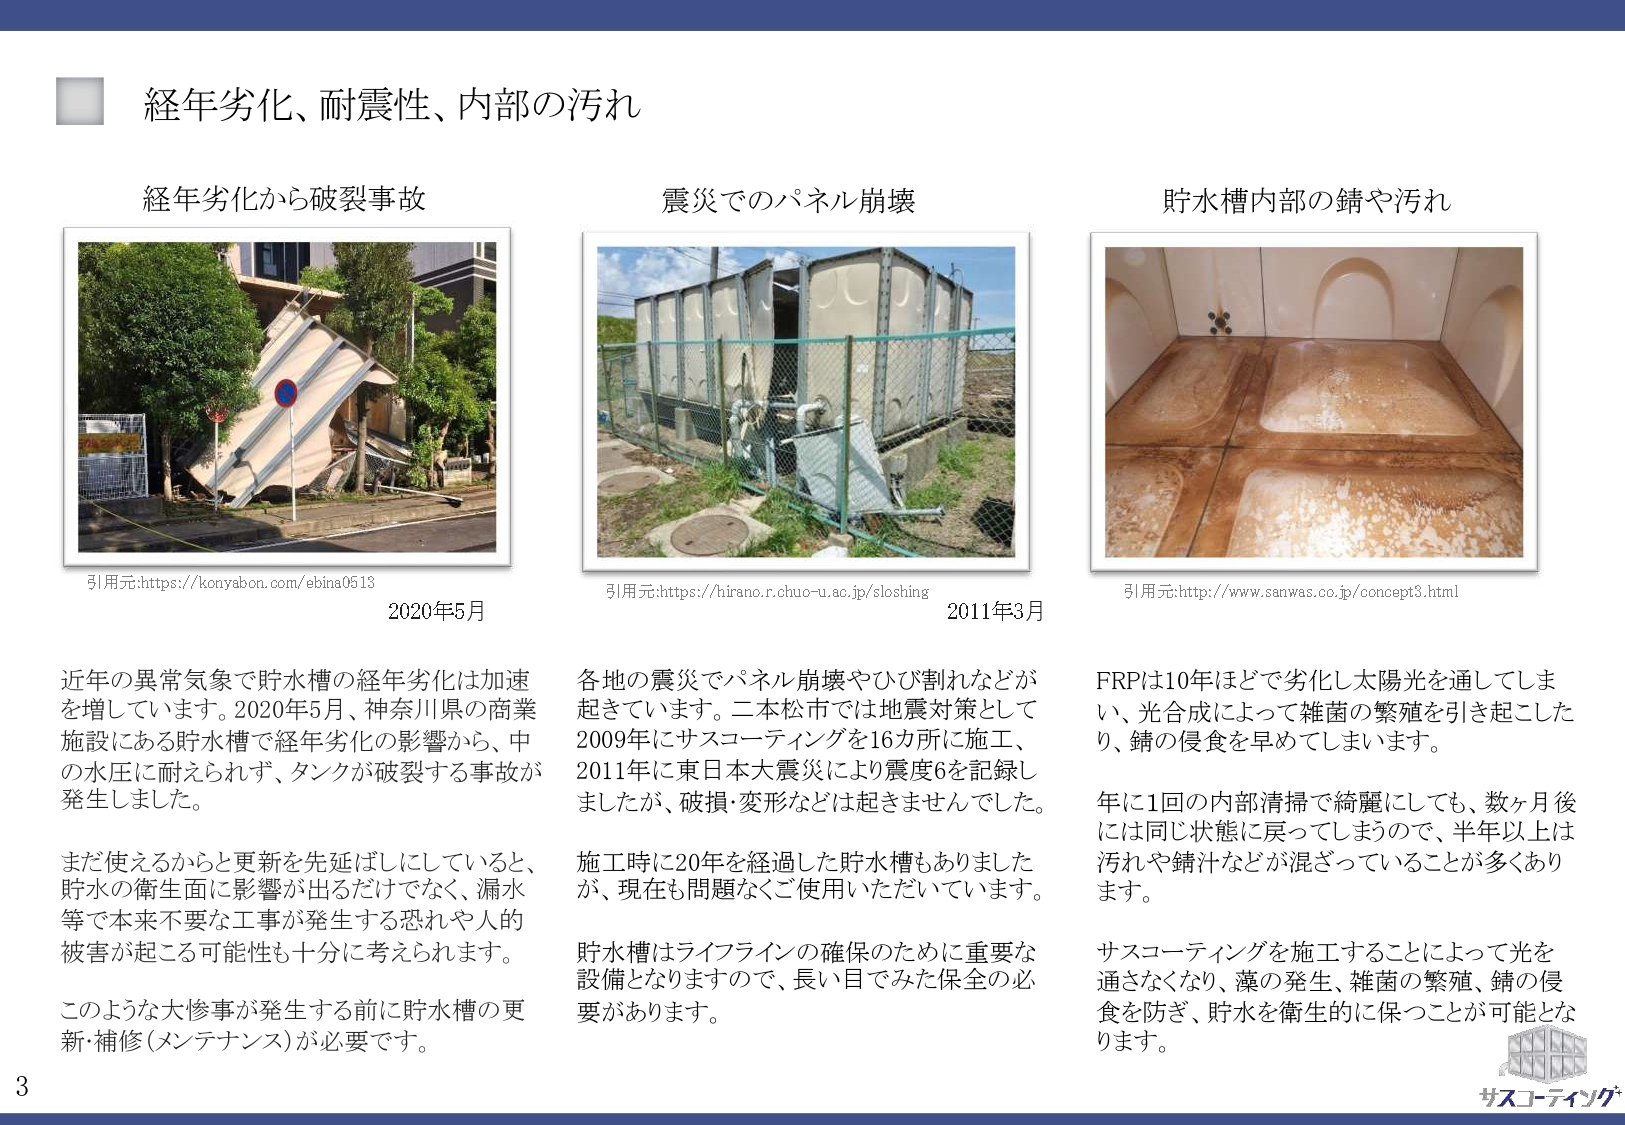 経年劣化、耐震性、内部の汚れ
経年劣化から破裂事故
引用元:https://konyabon.com/ebina0513
2020年5月
近年の異常気象で貯水槽の経年劣化は加速
を増しています。2020年5月、神奈川県の商業
施設にある貯水槽で経年劣化の影響から、中
の水圧に耐えられず、タンクが破裂する事故が
発生しました。
まだ使えるからと更新を先延ばしにしていると、
貯水の衛生面に影響が出るだけでなく、漏水
等で本来不要な工事が発生する恐れや人的
被害が起こる可能性も十分に考えられます。
このような大惨事が発生する前に貯水槽の更
新・補修(メンテナンス)が必要です。
震災でのパネル崩壊
引用元:https://hirano.r.chuo-u.ac.jp/sloshing
2011年3月
各地の震災でパネル崩壊やひび割れなどが
起きています。二本松市では地震対策として
2009年にサスコーティングを16カ所に施工、
2011年に東日本大震災により震度6を記録し
ましたが、破損・変形などは起きませんでした。
施工時に20年を経過した貯水槽もありました
が、現在も問題なくご使用いただいています。
貯水槽はライフラインの確保のために重要な
設備となりますので、長い目でみた保全の必
要があります。
貯水槽内部の錆や汚れ
引用元:http://www.sanwas.co.jp/concept3.html
FRPは10年ほどで劣化し太陽光を通してしま
い、光合成によって雑菌の繁殖を引き起こした
り、錆の侵食を早めてしまいます。
年に1回の内部清掃で綺麗にしても、数ヶ月後
には同じ状態に戻ってしまうので、半年以上は
汚れや錆汁などが混ざっていることが多くあり
ます。
サスコーティングを施工することによって光を
通さなくなり、藻の発生、雑菌の繁殖、錆の侵
食を防ぎ、貯水を衛生的に保つことが可能とな
ります。
3
サスコーティング